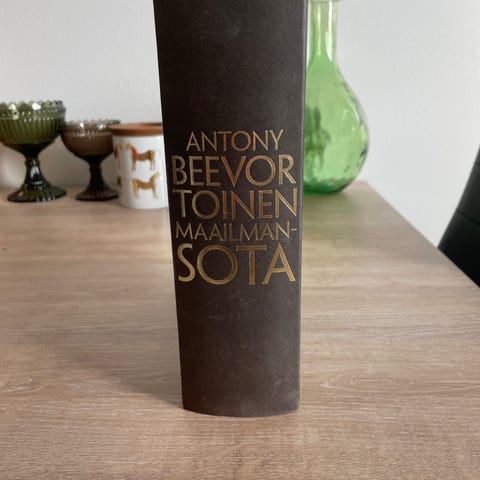 ANTONY
BEEVOR
TOINEN
MAAILMAN-
SOTA